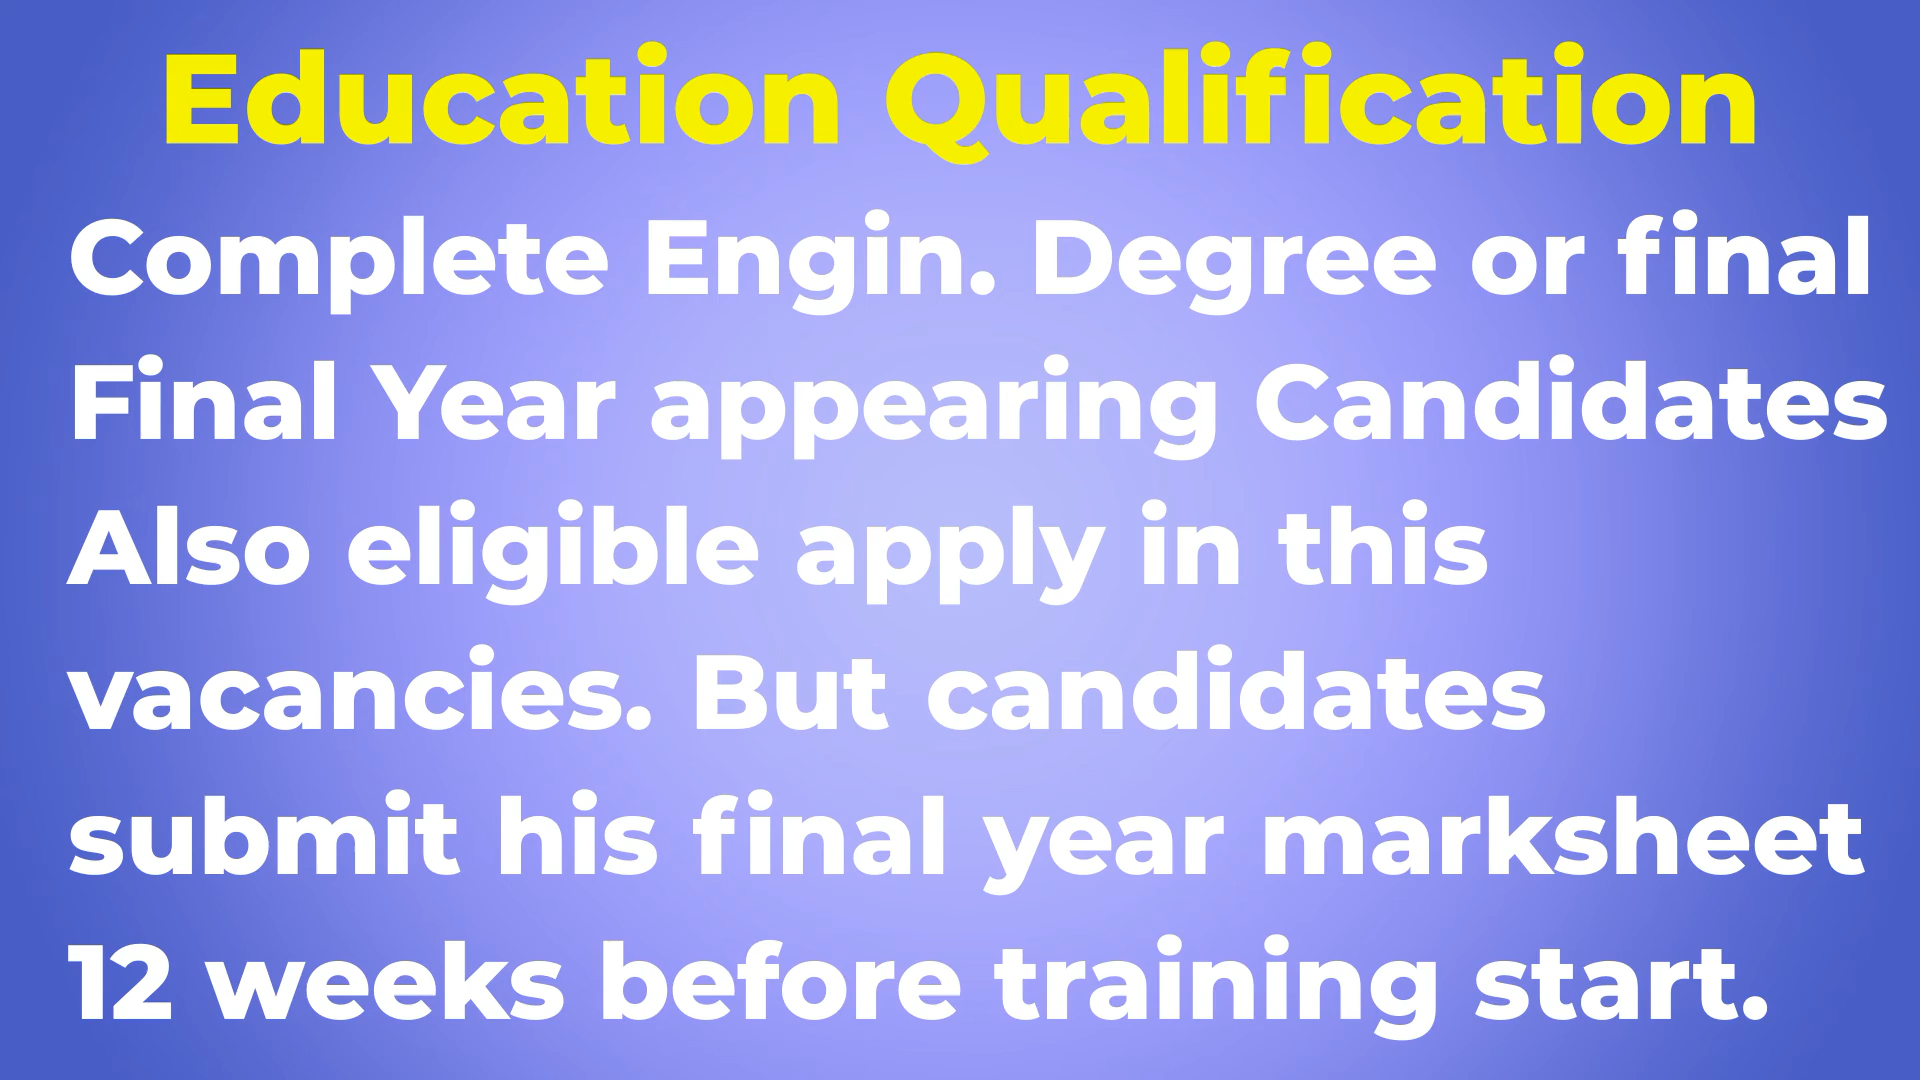 Education Qualification
Complete Engin. Degree or final
Final Year appearing Candidates
Also eligible apply in this
vacancies. But candidates
submit his final year marksheet
12 weeks before training start.